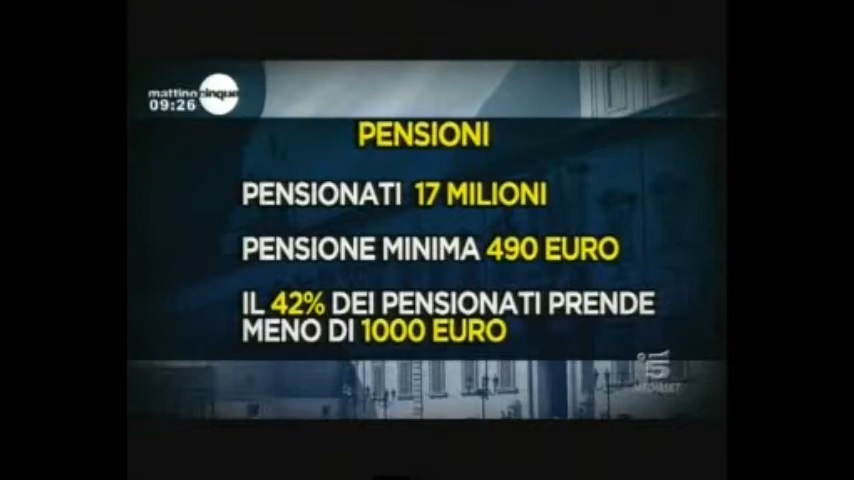 mattino cinque
09:26
PENSIONI
PENSIONATI 17 MILIONI
PENSIONE MINIMA 490 EURO
IL 42% DEI PENSIONATI PRENDE
MENO DI 1000 EURO
5
MEDIASET